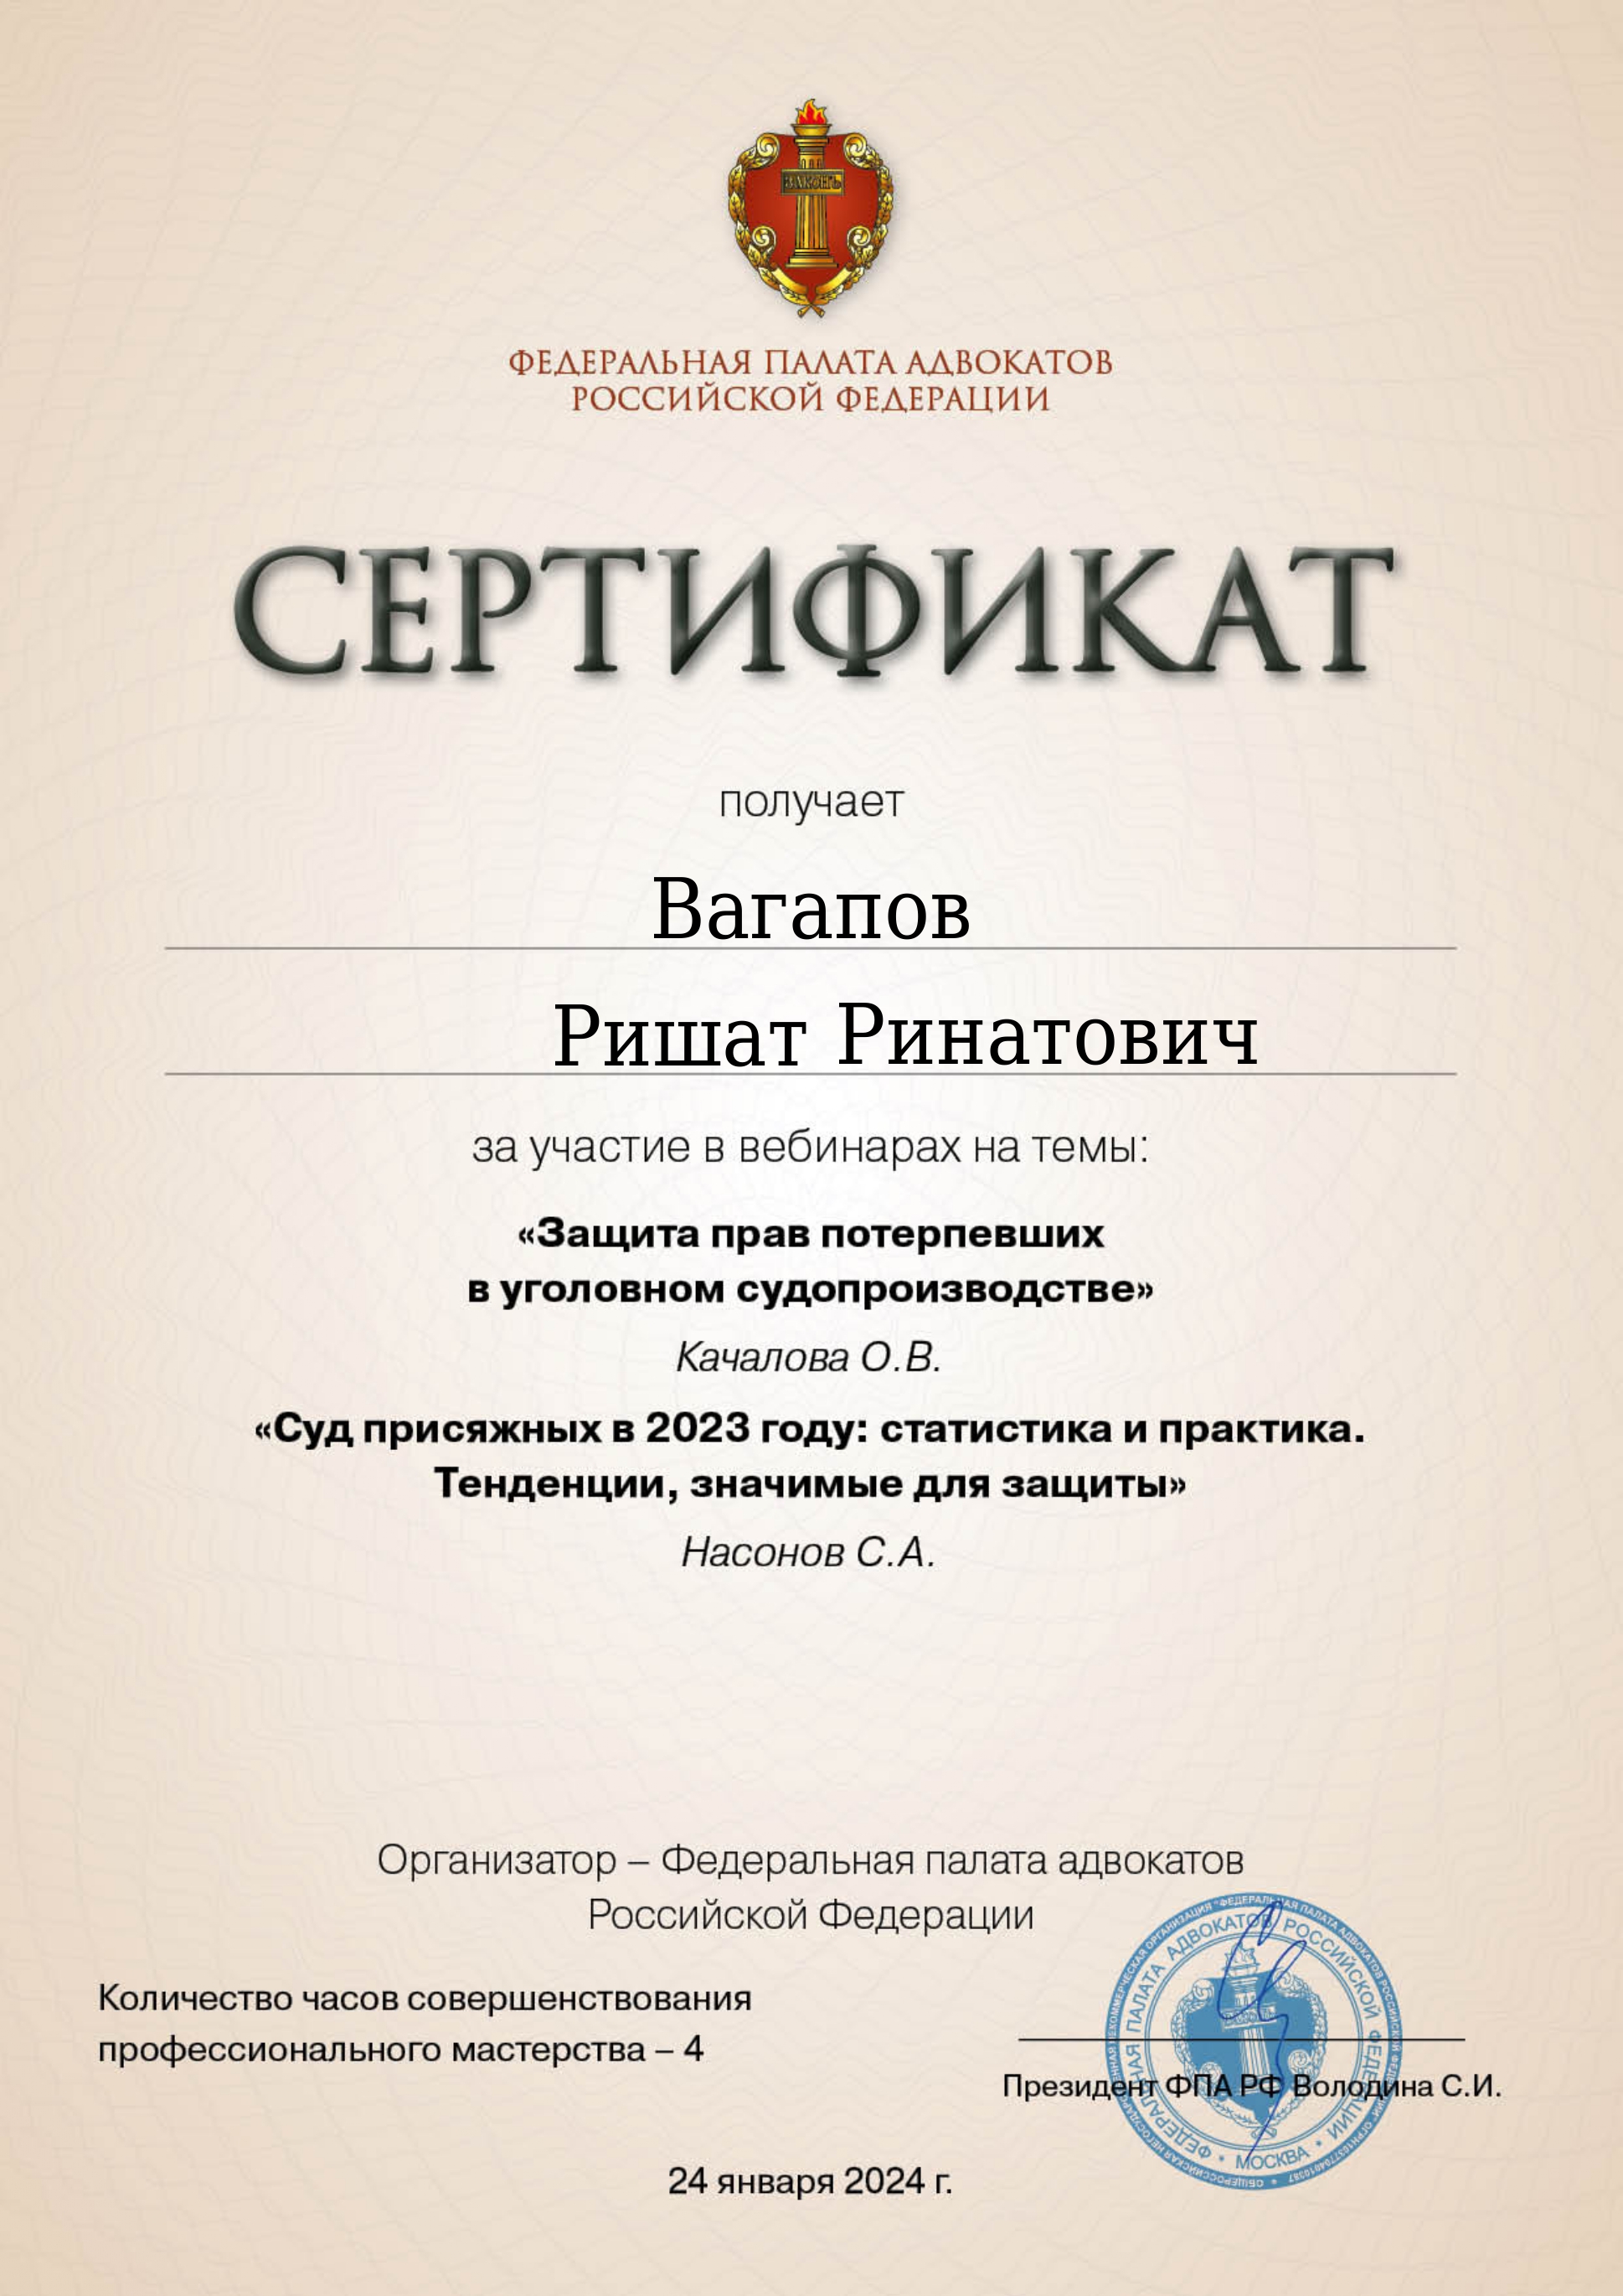 ЗАКОНЪ
ФЕДЕРАЛЬНАЯ ПАЛАТА АДВОКАТОВ
РОССИЙСКОЙ ФЕДЕРАЦИИ
СЕРТИФИКАТ
получает
Вагапов
Ришат Ринатович
за участие в вебинарах на темы:
«Защита прав потерпевших
в уголовном судопроизводстве»
Качалова О.В.
«Суд присяжных в 2023 году: статистика и практика.
Тенденции, значимые для защиты»
Насонов С.А.
Организатор – Федеральная палата адвокатов
Российской Федерации
Количество часов совершенствования
профессионального мастерства – 4
Президент ФПА РФ Володина С.И.
ФЕДЕРАЛЬНАЯ ПАЛАТА АДВОКАТОВ РОССИЙСКОЙ ФЕДЕРАЦИИ • МОСКВА •
24 января 2024 г.